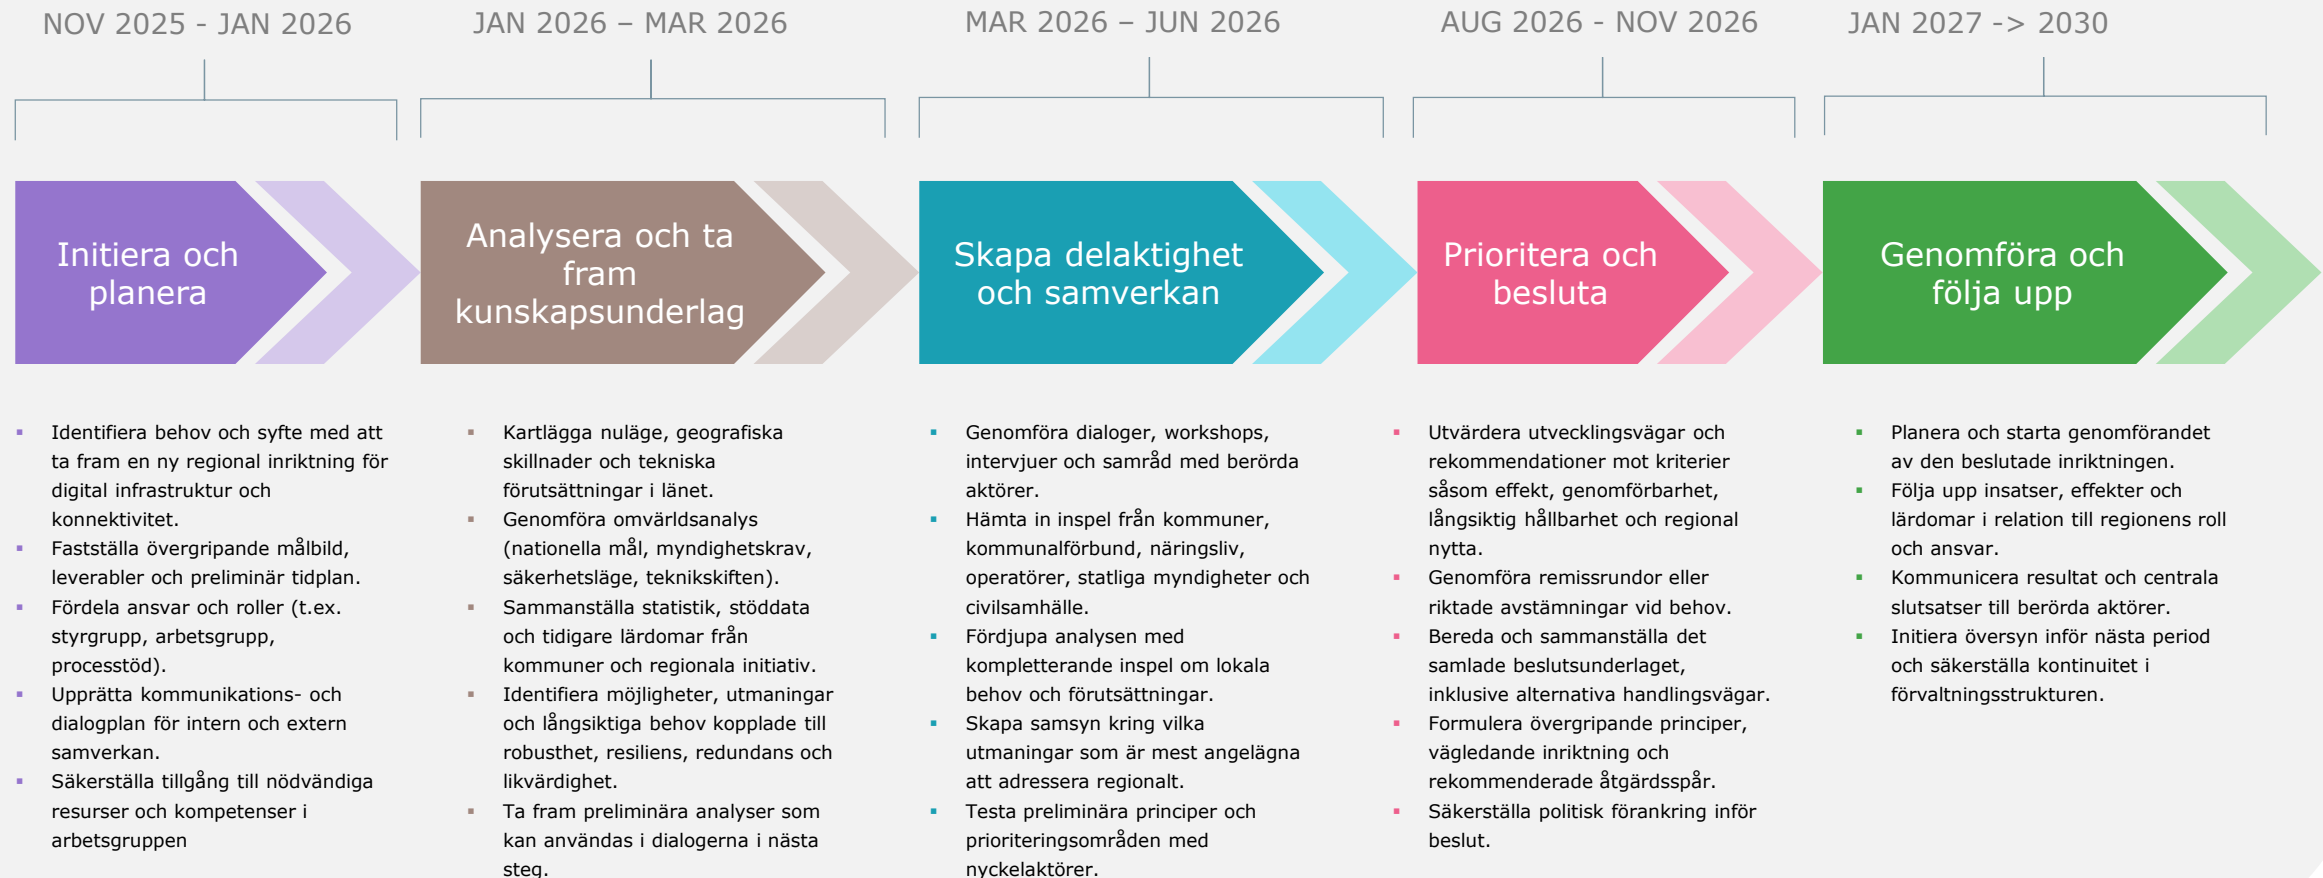 NOV 2025 - JAN 2026
JAN 2026 – MAR 2026
MAR 2026 – JUN 2026
AUG 2026 - NOV 2026
JAN 2027 -> 2030
Initiera och
planera
Analysera och ta
fram
kunskapsunderlag
Skapa delaktighet
och samverkan
Prioritera och
besluta
Genomföra och
följa upp
▪ Identifiera behov och syfte med att
ta fram en ny regional inriktning för
digital infrastruktur och
konnektivitet.
▪ Fastställa övergripande målbild,
leverabler och preliminär tidplan.
▪ Fördela ansvar och roller (t.ex.
styrgrupp, arbetsgrupp,
processtöd).
▪ Upprätta kommunikations- och
dialogplan för intern och extern
samverkan.
▪ Säkerställa tillgång till nödvändiga
resurser och kompetenser i
arbetsgruppen
▪ Kartlägga nuläge, geografiska
skillnader och tekniska
förutsättningar i länet.
▪ Genomföra omvärldsanalys
(nationella mål, myndighetskrav,
säkerhetsläge, teknikskiften).
▪ Sammanställa statistik, stöddata
och tidigare lärdomar från
kommuner och regionala initiativ.
▪ Identifiera möjligheter, utmaningar
och långsiktiga behov kopplade till
robusthet, resiliens, redundans och
likvärdighet.
▪ Ta fram preliminära analyser som
kan användas i dialogerna i nästa
steg.
▪ Genomföra dialoger, workshops,
intervjuer och samråd med berörda
aktörer.
▪ Hämta in inspel från kommuner,
kommunalförbund, näringsliv,
operatörer, statliga myndigheter och
civilsamhälle.
▪ Fördjupa analysen med
kompletterande inspel om lokala
behov och förutsättningar.
▪ Skapa samsyn kring vilka
utmaningar som är mest angelägna
att adressera regionalt.
▪ Testa preliminära principer och
prioriteringsområden med
nyckelaktörer.
▪ Utvärdera utvecklingsvägar och
rekommendationer mot kriterier
såsom effekt, genomförbarhet,
långsiktig hållbarhet och regional
nytta.
▪ Genomföra remissrundor eller
riktade avstämningar vid behov.
▪ Bereda och sammanställa det
samlade beslutsunderlaget,
inklusive alternativa handlingsvägar.
▪ Formulera övergripande principer,
vägledande inriktning och
rekommenderade åtgärdsspår.
▪ Säkerställa politisk förankring inför
beslut.
▪ Planera och starta genomförandet
av den beslutade inriktningen.
▪ Följa upp insatser, effekter och
lärdomar i relation till regionens roll
och ansvar.
▪ Kommunicera resultat och centrala
slutsatser till berörda aktörer.
▪ Initiera översyn inför nästa period
och säkerställa kontinuitet i
förvaltningsstrukturen.